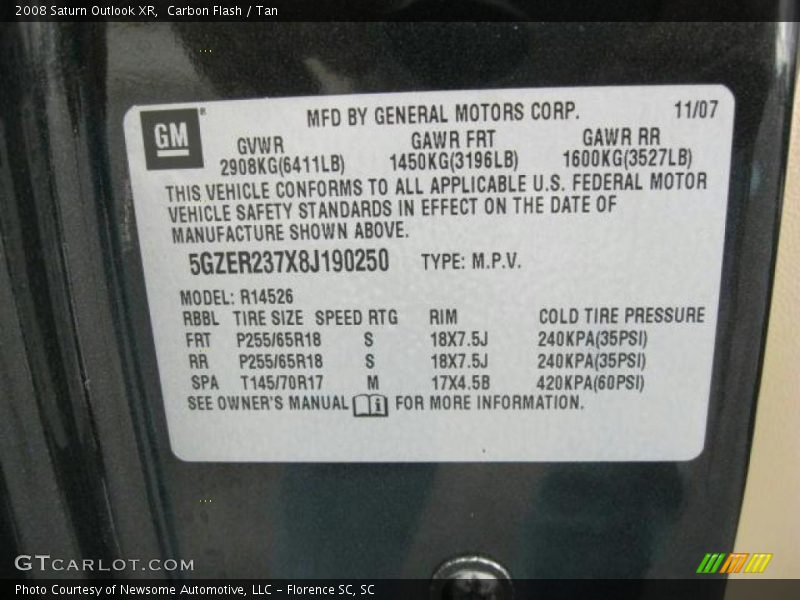 2008 Saturn Outlook XR,  Carbon Flash / Tan
MFD BY GENERAL MOTORS CORP. 11/07
GM®
GVWR GAWR FRT GAWR RR
2908KG(6411LB) 1450KG(3196LB) 1600KG(3527LB)
THIS VEHICLE CONFORMS TO ALL APPLICABLE U.S. FEDERAL MOTOR
VEHICLE SAFETY STANDARDS IN EFFECT ON THE DATE OF
MANUFACTURE SHOWN ABOVE.
5GZER237X8J190250 TYPE: M.P.V.
MODEL: R14526
RBBL TIRE SIZE SPEED RTG RIM COLD TIRE PRESSURE
FRT P255/65R18 S 18X7.5J 240KPA(35PSI)
RR P255/65R18 S 18X7.5J 240KPA(35PSI)
SPA T145/70R17 M 17X4.5B 420KPA(60PSI)
SEE OWNER'S MANUAL i FOR MORE INFORMATION.
GTCARLOT.COM
Photo Courtesy of Newsome Automotive, LLC - Florence SC, SC